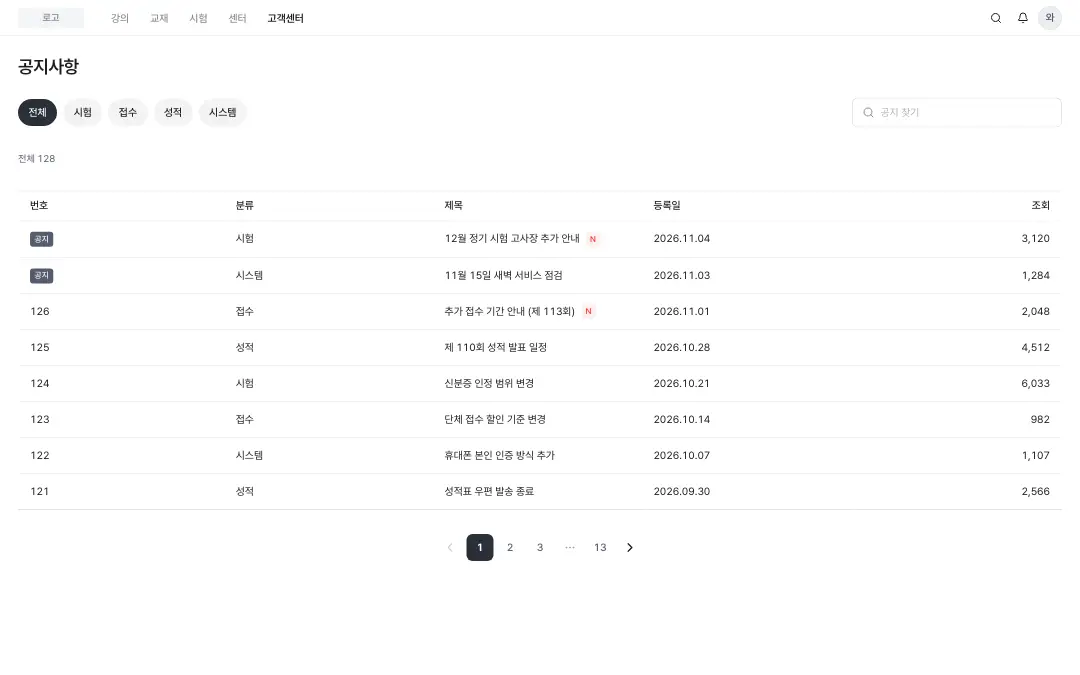 로고 강의 교재 시험 센터 고객센터 와
공지사항
전체 시험 접수 성적 시스템 공지 찾기
전체 128
번호 분류 제목 등록일 조회
공지 시험 12월 정기 시험 고사장 추가 안내 N 2026.11.04 3,120
공지 시스템 11월 15일 새벽 서비스 점검 2026.11.03 1,284
126 접수 추가 접수 기간 안내 (제 113회) N 2026.11.01 2,048
125 성적 제 110회 성적 발표 일정 2026.10.28 4,512
124 시험 신분증 인정 범위 변경 2026.10.21 6,033
123 접수 단체 접수 할인 기준 변경 2026.10.14 982
122 시스템 휴대폰 본인 인증 방식 추가 2026.10.07 1,107
121 성적 성적표 우편 발송 종료 2026.09.30 2,566
1 2 3 ··· 13